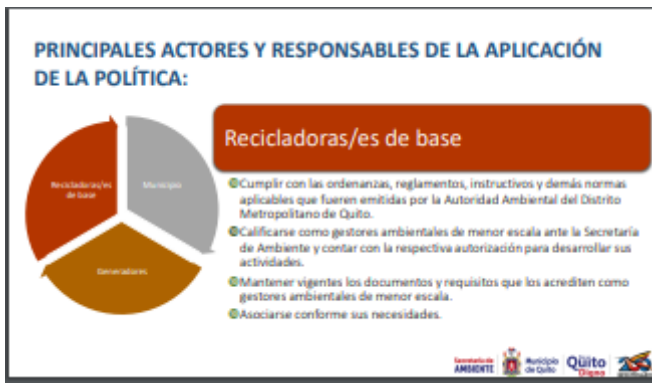 PRINCIPALES ACTORES Y RESPONSABLES DE LA APLICACIÓN
DE LA POLÍTICA:
Recicladoras/es de base
Recicladoras/es
de base
Municipio
Generadores
Cumplir con las ordenanzas, reglamentos, instructivos y demás normas
aplicables que fueren emitidas por la Autoridad Ambiental del Distrito
Metropolitano de Quito.
Calificarse como gestores ambientales de menor escala ante la Secretaría
de Ambiente y contar con la respectiva autorización para desarrollar sus
actividades.
Mantener vigentes los documentos y requisitos que los acrediten como
gestores ambientales de menor escala.
Asociarse conforme sus necesidades.
Secretaría de
AMBIENTE
Municipio
de Quito
Quito
Digno